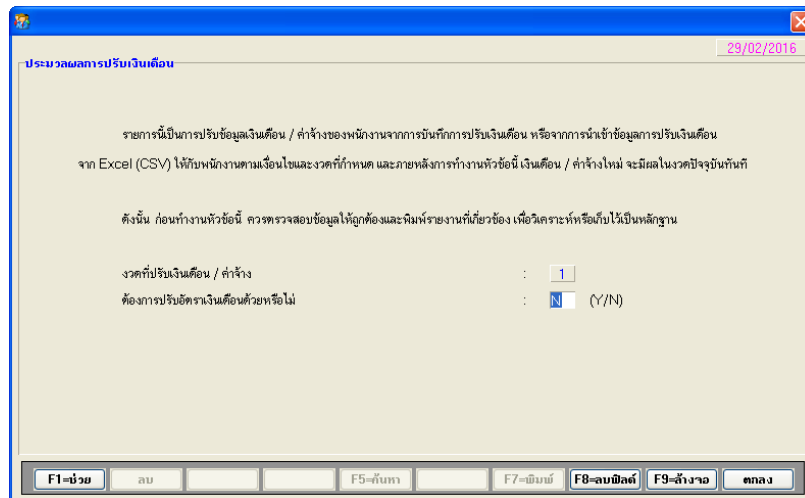 29/02/2016
ประมวลผลการปรับเงินเดือน
รายการนี้เป็นการปรับข้อมูลเงินเดือน / ค่าจ้างของพนักงานจากการบันทึกการปรับเงินเดือน หรือจากการนำเข้าข้อมูลการปรับเงินเดือน
จาก Excel (CSV) ให้กับพนักงานตามเงื่อนไขและงวดที่กำหนด และภายหลังการทำงานหัวข้อนี้ เงินเดือน / ค่าจ้างใหม่ จะมีผลในงวดปัจจุบันทันที
ดังนั้น ก่อนทำงานหัวข้อนี้ ควรตรวจสอบข้อมูลให้ถูกต้องและพิมพ์รายงานที่เกี่ยวข้อง เพื่อวิเคราะห์หรือเก็บไว้เป็นหลักฐาน
งวดที่ปรับเงินเดือน / ค่าจ้าง : 1
ต้องการปรับอัตราเงินเดือนด้วยหรือไม่ : N (Y/N)
F1=ช่วย ลบ F5=ค้นหา F7=พิมพ์ F8=ลบฟิลด์ F9=ล้างจอ ตกลง